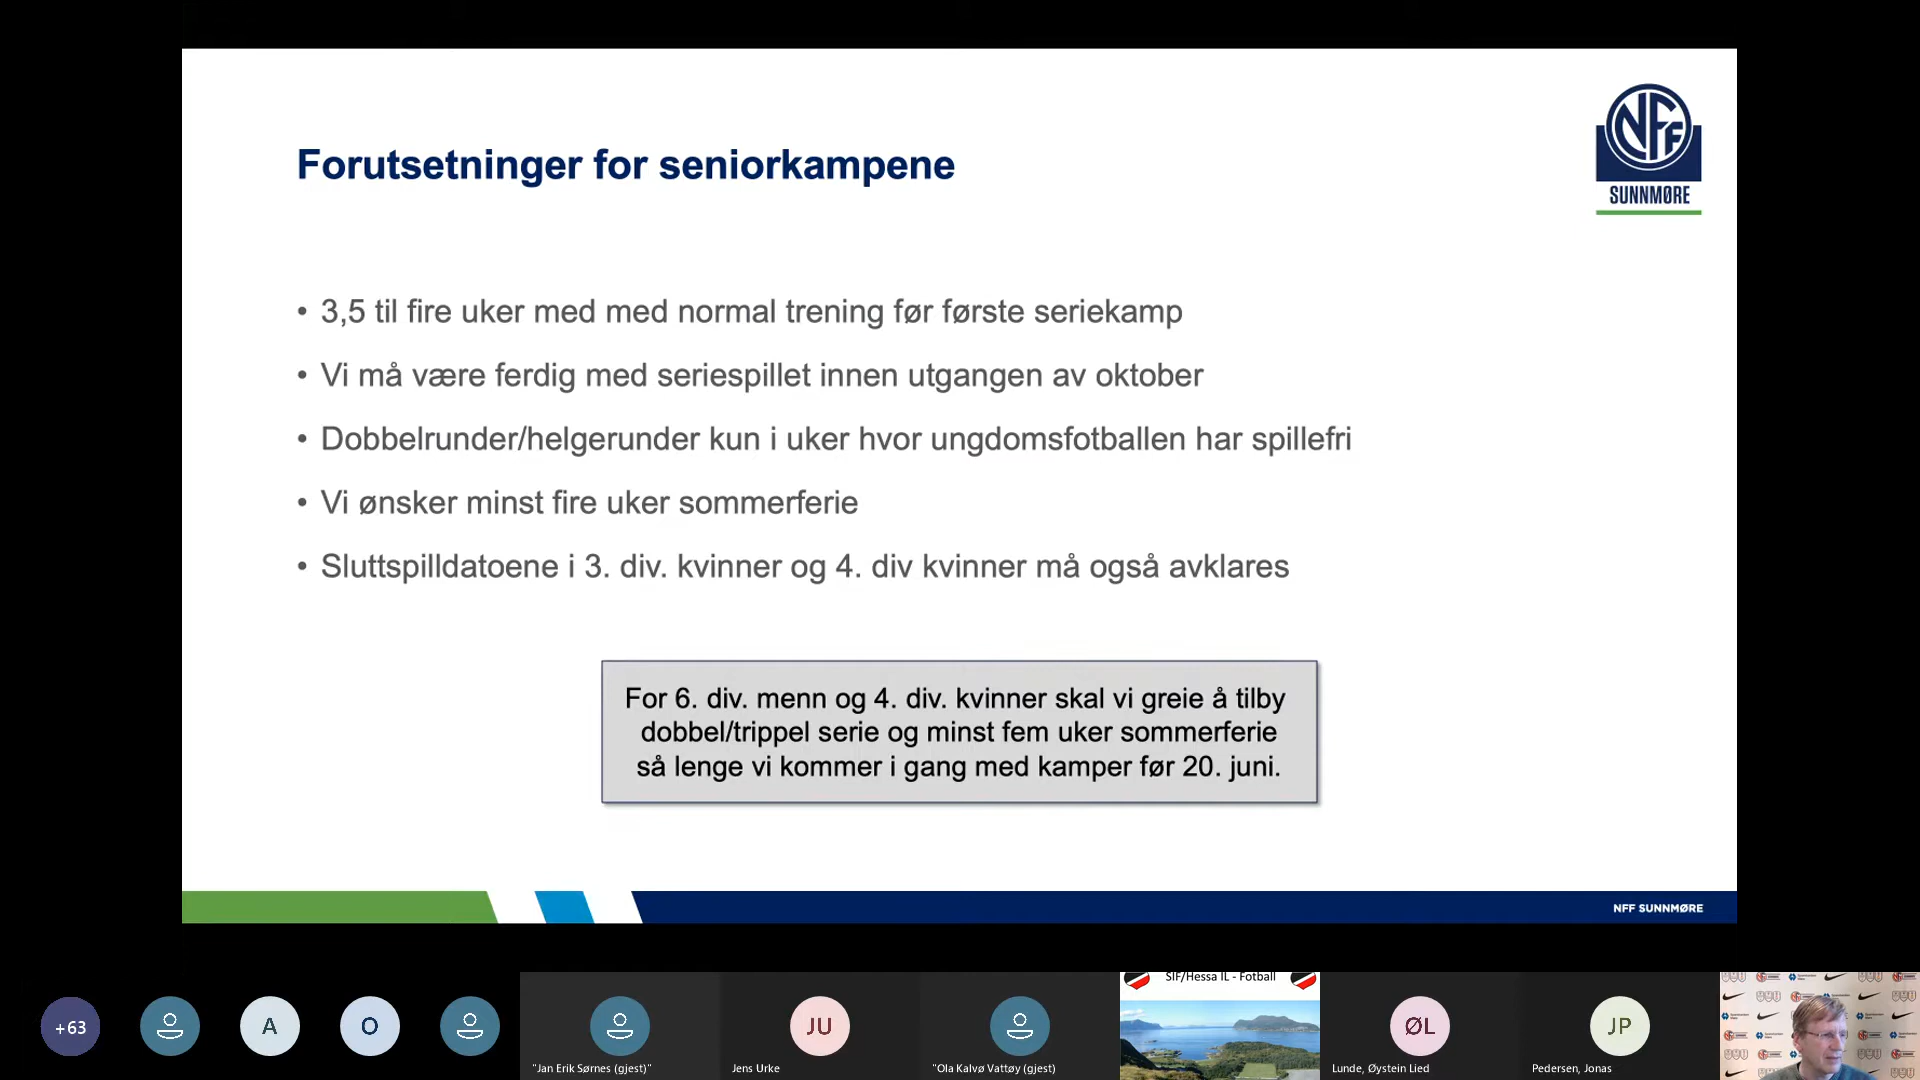 NFF
SUNNMØRE
Forutsetninger for seniorkampene
• 3,5 til fire uker med med normal trening før første seriekamp
• Vi må være ferdig med seriespillet innen utgangen av oktober
• Dobbelrunder/helgerunder kun i uker hvor ungdomsfotballen har spillefri
• Vi ønsker minst fire uker sommerferie
• Sluttspilldatoene i 3. div. kvinner og 4. div kvinner må også avklares
For 6. div. menn og 4. div. kvinner skal vi greie å tilby
dobbel/trippel serie og minst fem uker sommerferie
så lenge vi kommer i gang med kamper før 20. juni.
NFF SUNNMØRE
SIF/Hessa IL - Fotball
+63
A
O
JU
ØL
JP
"Jan Erik Sørnes (gjest)"
Jens Urke
"Ola Kalvø Vattøy (gjest)
Lunde, Øystein Lied
Pedersen, Jonas